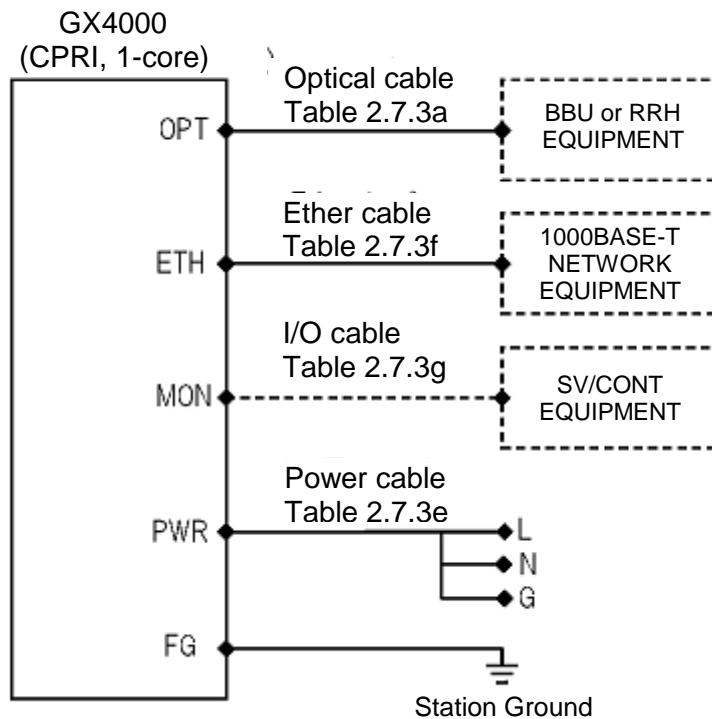 GX4000
(CPRI, 1-core)
Optical cable
Table 2.7.3a
OPT
BBU or RRH
EQUIPMENT
Ether cable
Table 2.7.3f
ETH
1000BASE-T
NETWORK
EQUIPMENT
I/O cable
Table 2.7.3g
MON
SV/CONT
EQUIPMENT
Power cable
Table 2.7.3e
PWR
L
N
G
FG
Station Ground